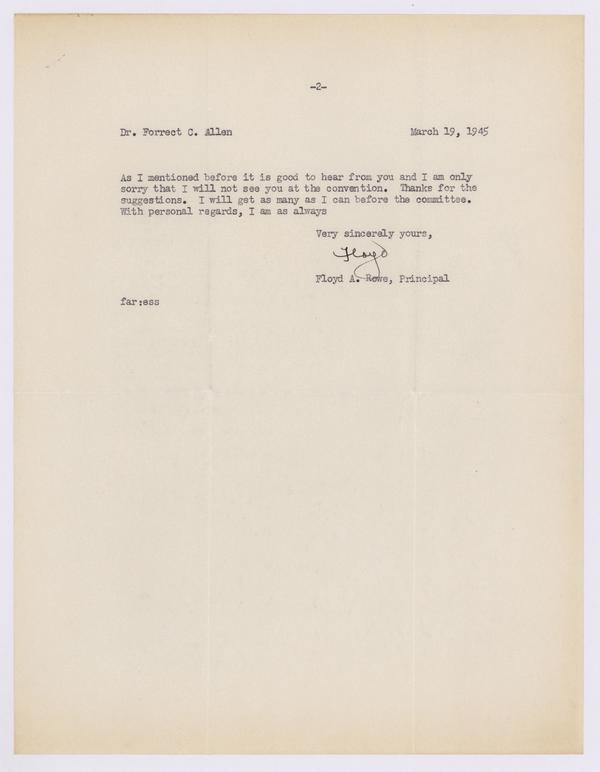 -2-
Dr. Forrect C. Allen March 19, 1945
As I mentioned before it is good to hear from you and I am only
sorry that I will not see you at the convention. Thanks for the
suggestions. I will get as many as I can before the committee.
With personal regards, I am as always
Very sincerely yours,
Floyd
Floyd A. Rowe, Principal
far:ess